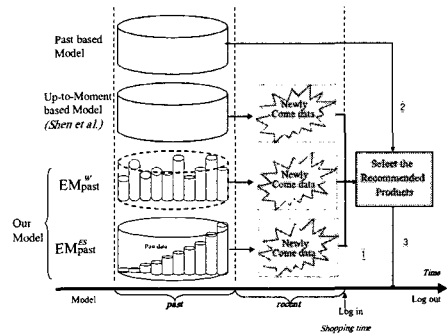 Past based
Model
Up-to-Moment
based Model
(Shen et al.)
Newly
Come data
2
Select the
Recommended
Products
EM^W_past
Newly
Come data
Our
Model
EM^ES_past
Past data
Newly
Come data
1
3
Time
Model
past
recent
Log in
Log out
Shopping time